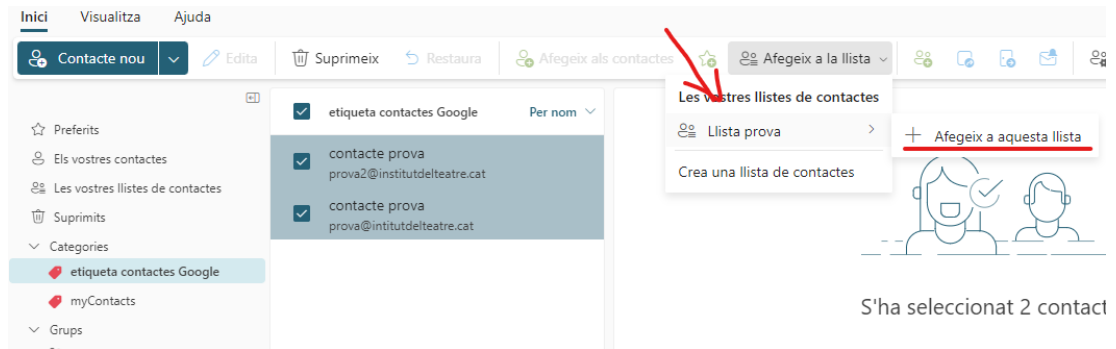 Inici Visualitza Ajuda
Contacte nou Edita Suprimeix Restaura Afegeix als contactes Afegeix a la llista
etiqueta contactes Google Per nom
Les vostres llistes de contactes
Preferits
contacte prova
prova2@institutdelteatre.cat
Llista prova
Afegeix a aquesta llista
Els vostres contactes
Les vostres llistes de contactes
Crea una llista de contactes
contacte prova
prova@intitutdelteatre.cat
Suprimits
Categories
etiqueta contactes Google
myContacts
S'ha seleccionat 2 contact
Grups